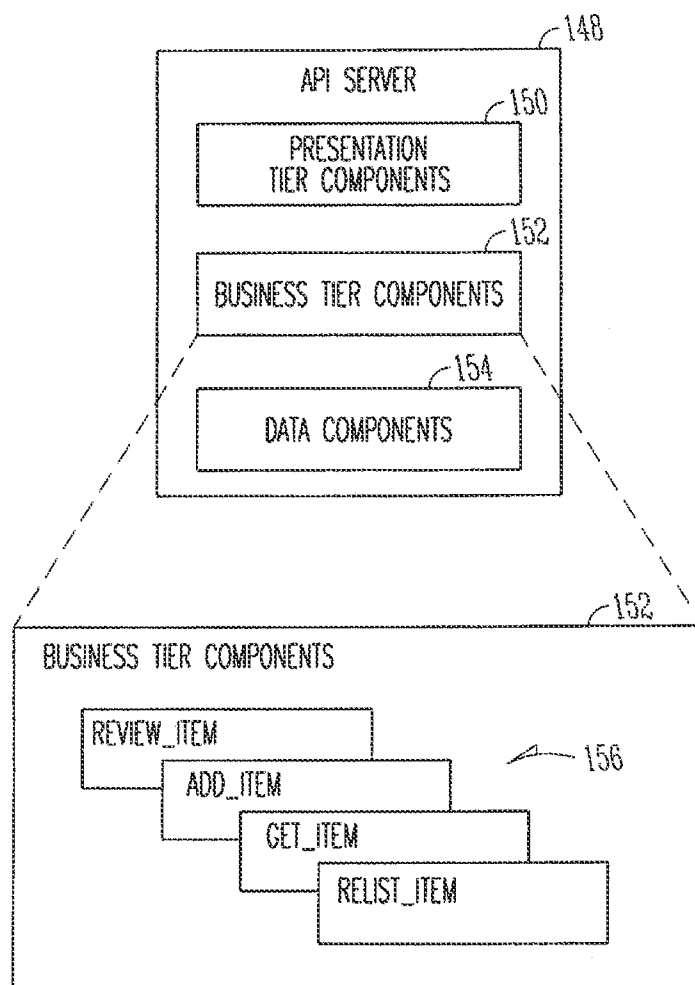 148
API SERVER
150
PRESENTATION
TIER COMPONENTS
152
BUSINESS TIER COMPONENTS
154
DATA COMPONENTS
152
BUSINESS TIER COMPONENTS
REVIEW_ITEM
156
ADD_ITEM
GET_ITEM
RELIST_ITEM